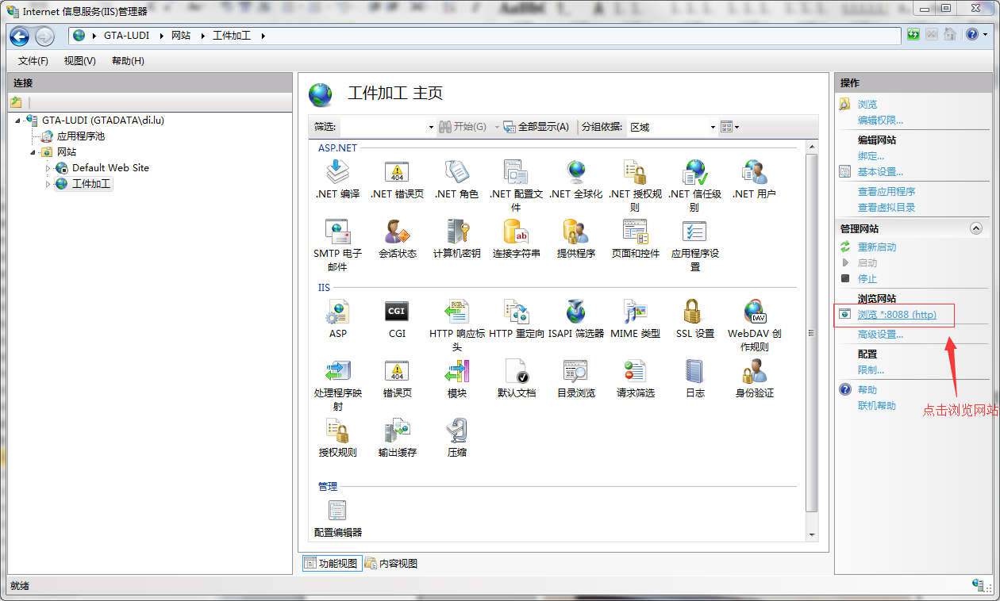 Internet 信息服务(IIS)管理器
GTA-LUDI 网站 工件加工
文件(F) 视图(V) 帮助(H)
连接
GTA-LUDI (GTADATA\di.lu)
应用程序池
网站
Default Web Site
工件加工
工件加工 主页
筛选: 开始(G) 全部显示(A) 分组依据: 区域
ASP.NET
.NET 编译
.NET 错误页
.NET 角色
.NET 配置文
件
.NET 全球化
.NET 授权规
则
.NET 信任级
别
.NET 用户
SMTP 电子
邮件
会话状态
计算机密钥
连接字符串
提供程序
页面和控件
应用程序设
置
IIS
ASP
CGI
CGI
HTTP 响应标
头
HTTP 重定向
ISAPI 筛选器
MIME 类型
SSL 设置
WebDAV 创
作规则
处理程序映
射
错误页
模块
默认文档
目录浏览
请求筛选
日志
身份验证
授权规则
输出缓存
压缩
管理
配置编辑器
功能视图 内容视图
操作
浏览
编辑权限...
编辑网站
绑定...
基本设置...
查看应用程序
查看虚拟目录
管理网站
重新启动
启动
停止
浏览网站
浏览 *:8088 (http)
高级设置...
配置
限制...
帮助
联机帮助
点击浏览网站
就绪